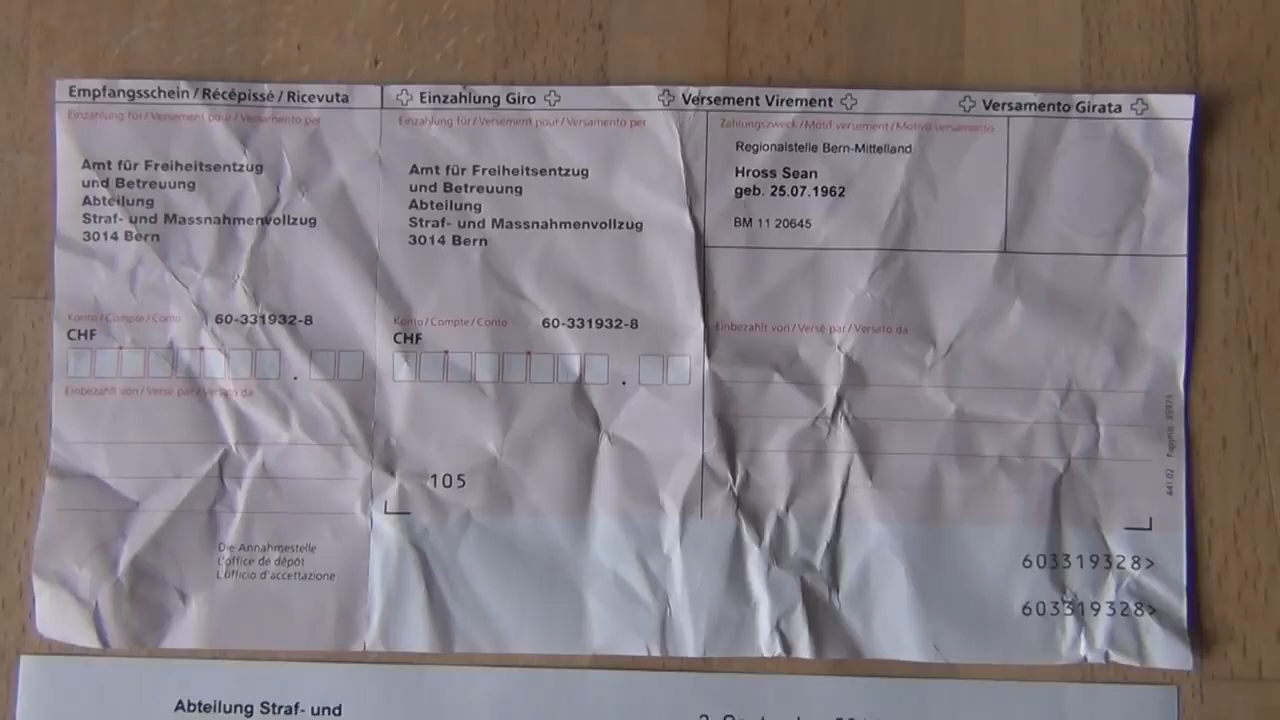 Empfangsschein / Récépissé / Ricevuta
Einzahlung für / Versement pour / Versamento per
Amt für Freiheitsentzug
und Betreuung
Abteilung
Straf- und Massnahmenvollzug
3014 Bern
Konto / Compte / Conto 60-331932-8
CHF
.
Einbezahlt von / Versé par / Versato da
Die Annahmestelle
L'office de dépôt
L'ufficio d'accettazione
Einzahlung Giro
Versement Virement
Versamento Girata
Einzahlung für / Versement pour / Versamento per
Amt für Freiheitsentzug
und Betreuung
Abteilung
Straf- und Massnahmenvollzug
3014 Bern
Konto / Compte / Conto 60-331932-8
CHF
.
105
Zahlungszweck / Motif versement / Motivo versamento
Regionalstelle Bern-Mittelland
Hross Sean
geb. 25.07.1962
BM 11 20645
Einbezahlt von / Versé par / Versato da
441.02
603319328>
603319328>
Abteilung Straf- und